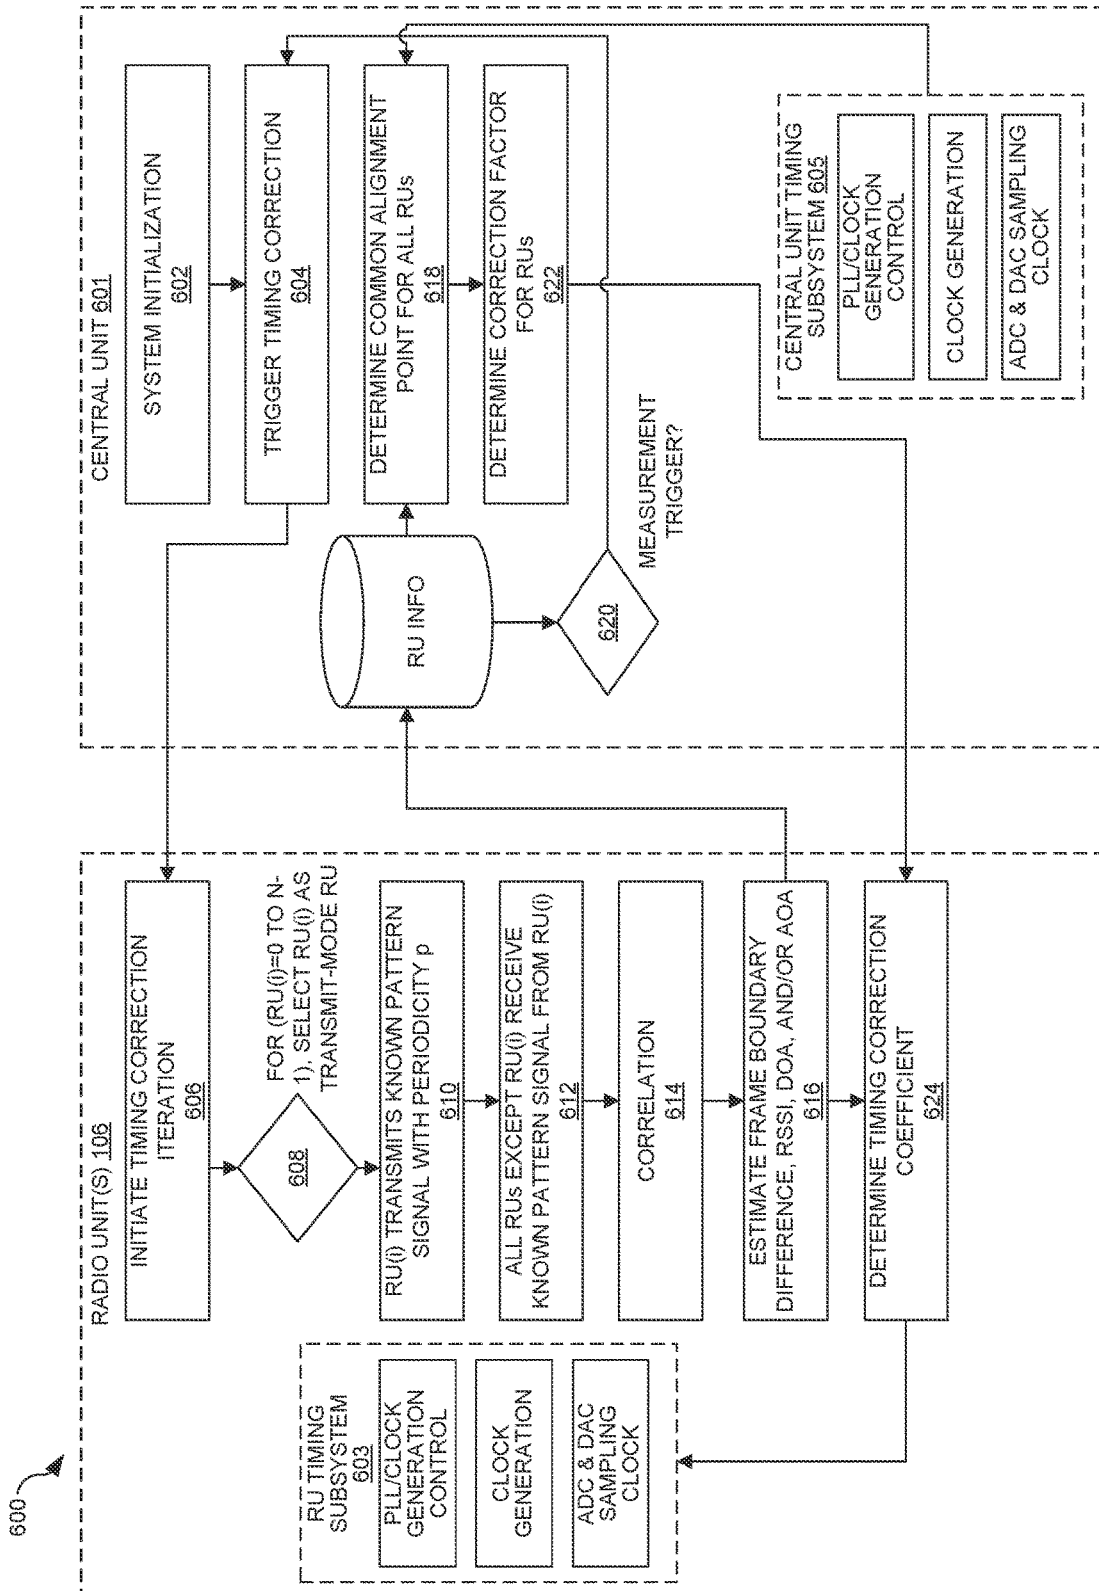 600
RADIO UNIT(S) 106
INITIATE TIMING CORRECTION
ITERATION
606
608
FOR (RU(i)=0 TO N-
1), SELECT RU(i) AS
TRANSMIT-MODE RU
RU(i) TRANSMITS KNOWN PATTERN
SIGNAL WITH PERIODICITY p
610
ALL RUs EXCEPT RU(i) RECEIVE
KNOWN PATTERN SIGNAL FROM RU(i)
612
CORRELATION
614
ESTIMATE FRAME BOUNDARY
DIFFERENCE, RSSI, DOA, AND/OR AOA
616
DETERMINE TIMING CORRECTION
COEFFICIENT
624
RU TIMING
SUBSYSTEM
603
PLL/CLOCK
GENERATION
CONTROL
CLOCK
GENERATION
ADC & DAC
SAMPLING
CLOCK
CENTRAL UNIT 601
SYSTEM INITIALIZATION
602
TRIGGER TIMING CORRECTION
604
DETERMINE COMMON ALIGNMENT
POINT FOR ALL RUs
618
DETERMINE CORRECTION FACTOR
FOR RUs
622
RU INFO
620
MEASUREMENT
TRIGGER?
CENTRAL UNIT TIMING
SUBSYSTEM 605
PLL/CLOCK
GENERATION
CONTROL
CLOCK GENERATION
ADC & DAC SAMPLING
CLOCK